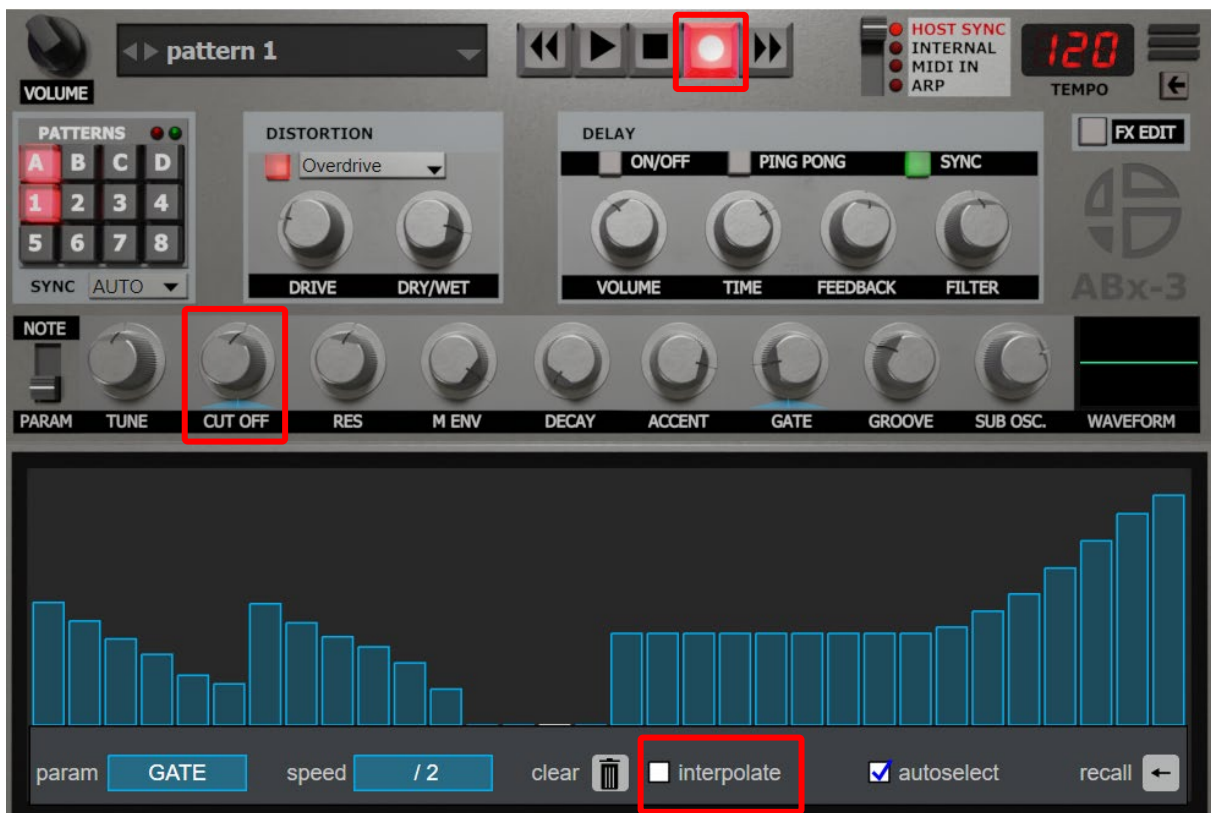 pattern 1
HOST SYNC
INTERNAL
MIDI IN
ARP
120
TEMPO
VOLUME
PATTERNS
A B C D
1 2 3 4
5 6 7 8
SYNC AUTO
DISTORTION
Overdrive
DRIVE DRY/WET
DELAY
ON/OFF PING PONG SYNC
VOLUME TIME FEEDBACK FILTER
FX EDIT
ABx-3
NOTE
PARAM TUNE CUT OFF RES M ENV DECAY ACCENT GATE GROOVE SUB OSC. WAVEFORM
param GATE speed / 2 clear interpolate autoselect recall